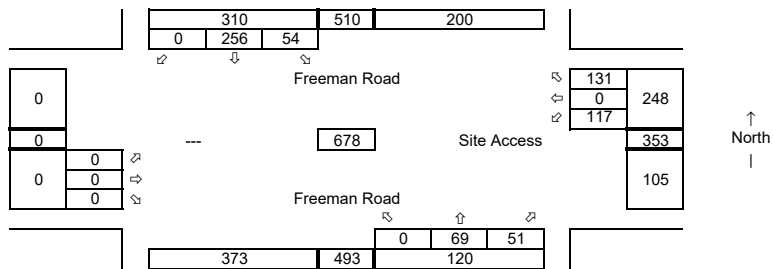 310 510 200
0 256 54
⬃ ⇩ ⬂
Freeman Road
⬁ 131
0
⇦ 0 248
⬃ 117
↑
0 --- 678 Site Access 353 North
|
0 ⬀
0 0 ⇨ 105
0 ⬂
Freeman Road
⬁ ⇧ ⬀
0 69 51
373 493 120